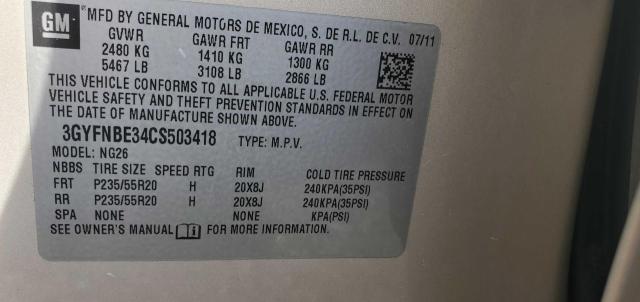 GM
MFD BY GENERAL MOTORS DE MEXICO, S. DE R.L. DE C.V. 07/11
GVWR GAWR FRT GAWR RR
2480 KG 1410 KG 1300 KG
5467 LB 3108 LB 2866 LB
THIS VEHICLE CONFORMS TO ALL APPLICABLE U.S. FEDERAL MOTOR
VEHICLE SAFETY AND THEFT PREVENTION STANDARDS IN EFFECT ON
THE DATE OF MANUFACTURE SHOWN ABOVE.
3GYFNBE34CS503418 TYPE: M.P.V.
MODEL: NG26
NBBS TIRE SIZE SPEED RTG RIM COLD TIRE PRESSURE
FRT P235/55R20 H 20X8J 240KPA(35PSI)
RR P235/55R20 H 20X8J 240KPA(35PSI)
SPA NONE NONE KPA(PSI)
SEE OWNER'S MANUAL FOR MORE INFORMATION.